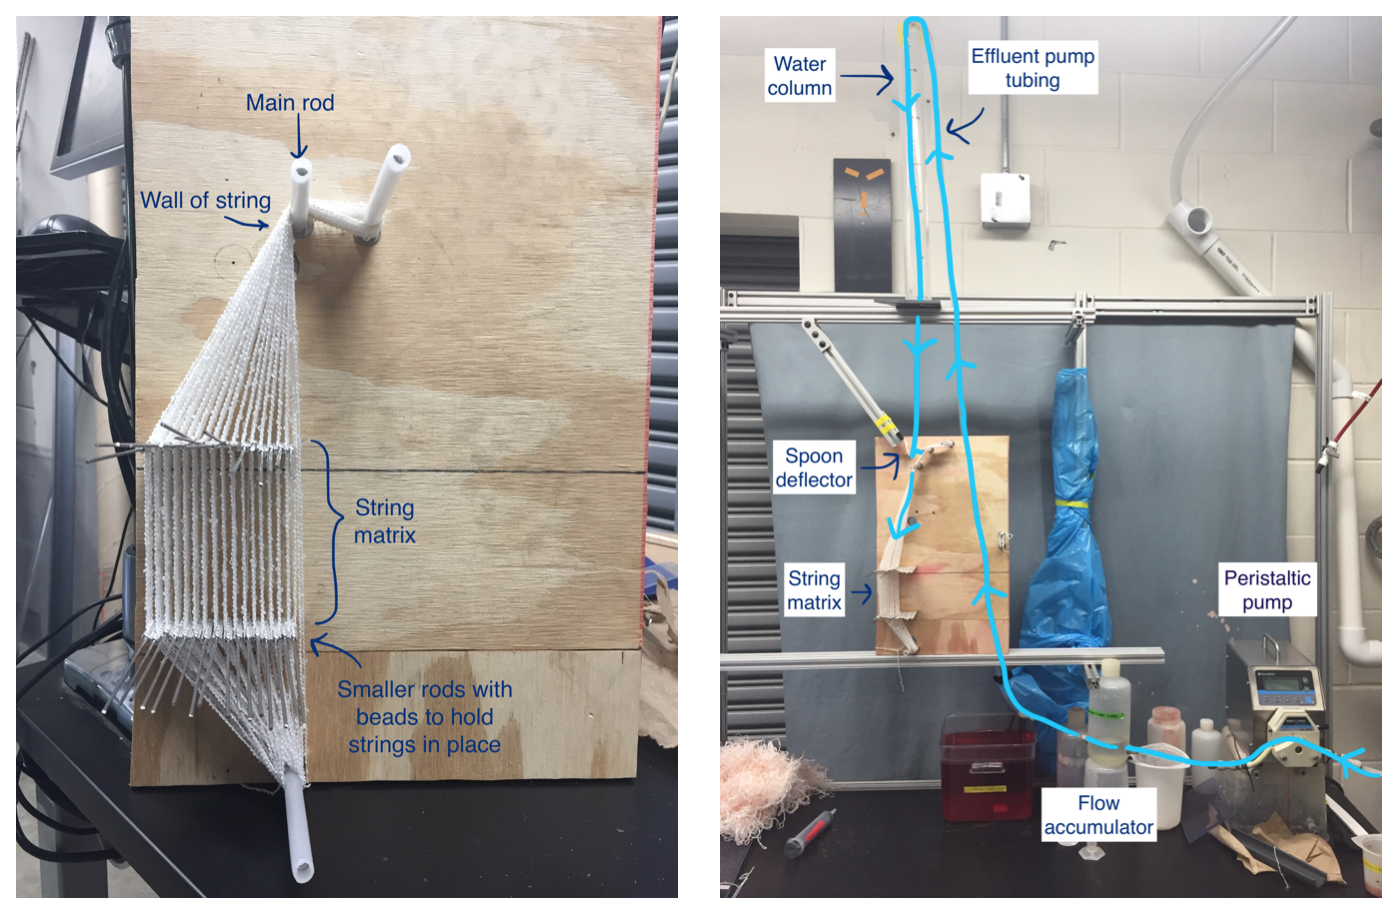 Main rod
Wall of string
String
matrix
Smaller rods with
beads to hold
strings in place
Water
column
Effluent pump
tubing
Spoon
deflector
String
matrix
Peristaltic
pump
Flow
accumulator